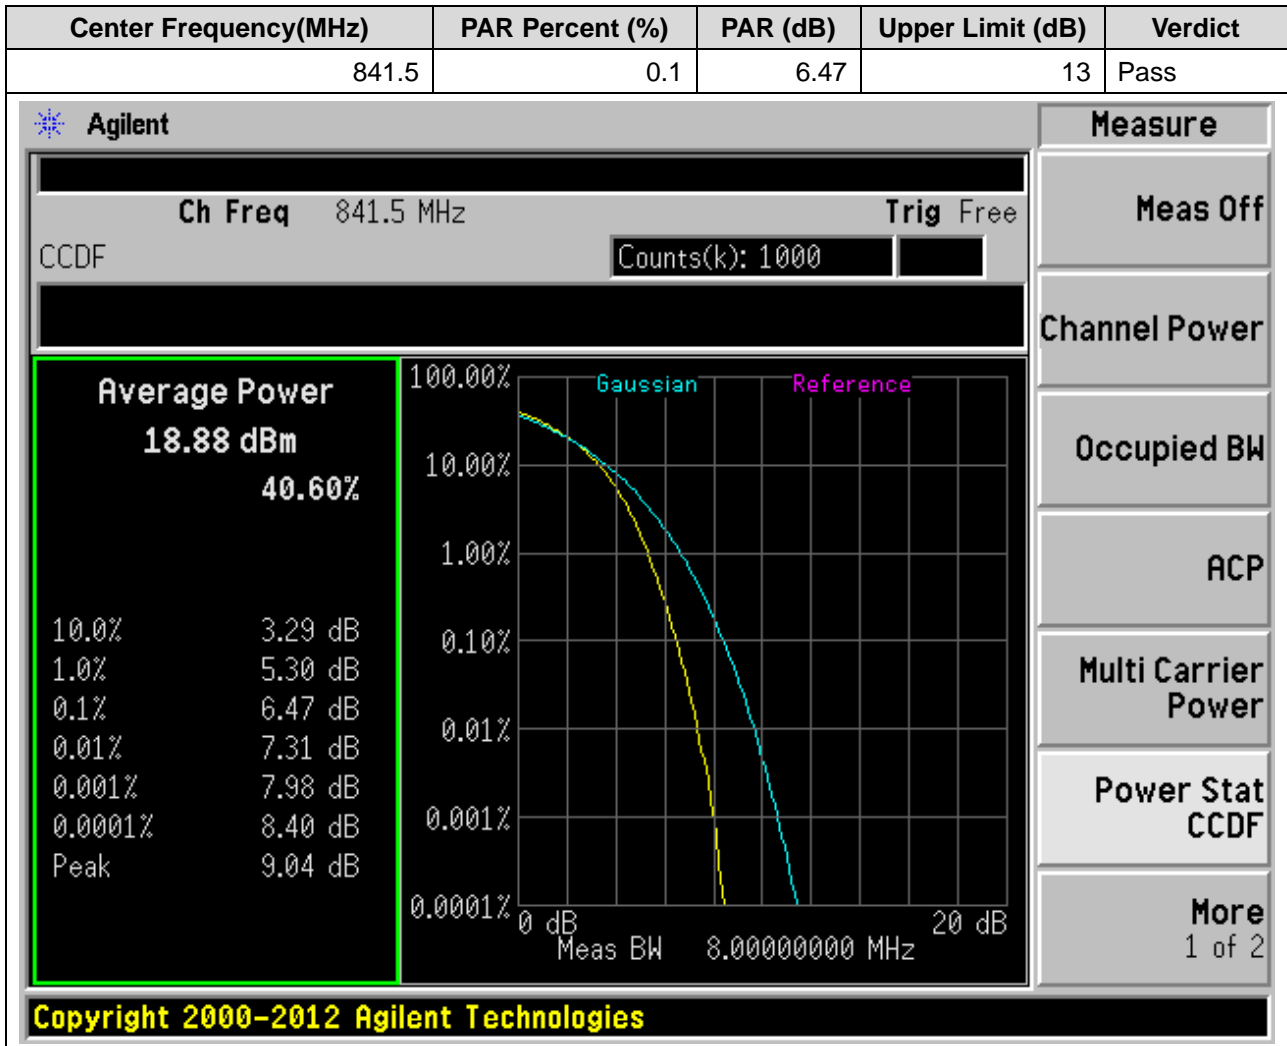 Center Frequency(MHz) PAR Percent (%) PAR (dB) Upper Limit (dB) Verdict
841.5 0.1 6.47 13 Pass
Agilent
Measure
Ch Freq 841.5 MHz Trig Free
CCDF Counts(k): 1000
Average Power
18.88 dBm
40.60%
10.0% 3.29 dB
1.0% 5.30 dB
0.1% 6.47 dB
0.01% 7.31 dB
0.001% 7.98 dB
0.0001% 8.40 dB
Peak 9.04 dB
Gaussian Reference
100.00%
10.00%
1.00%
0.10%
0.01%
0.001%
0.0001%
0 dB 20 dB
Meas BW 8.00000000 MHz
Meas Off
Channel Power
Occupied BW
ACP
Multi Carrier
Power
Power Stat
CCDF
More
1 of 2
Copyright 2000-2012 Agilent Technologies